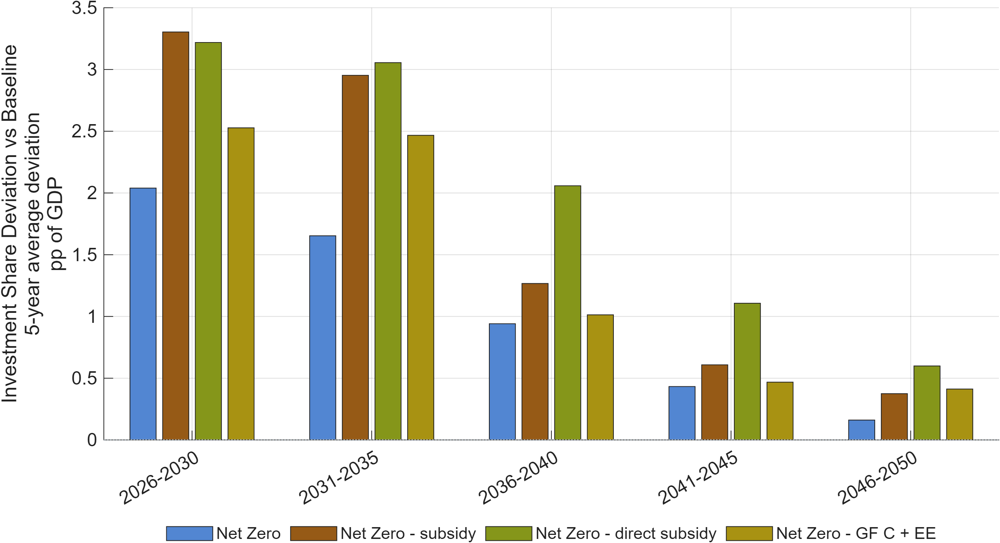 Investment Share Deviation vs Baseline
5-year average deviation
pp of GDP
3.5
3
2.5
2
1.5
1
0.5
0
2026-2030
2031-2035
2036-2040
2041-2045
2046-2050
Net Zero
Net Zero - subsidy
Net Zero - direct subsidy
Net Zero - GF C + EE